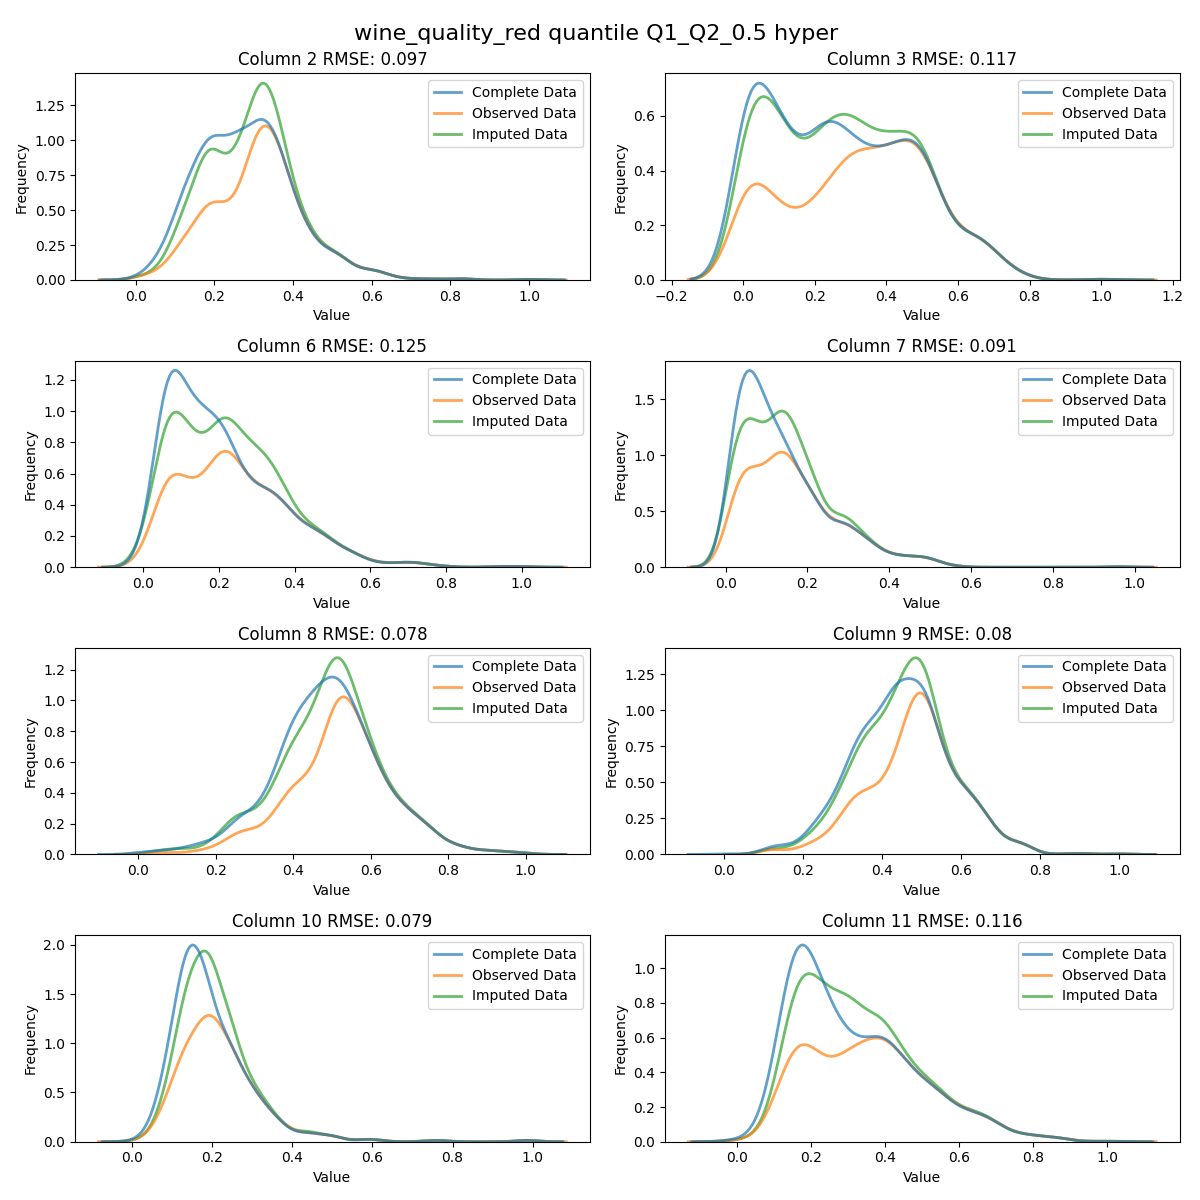 wine_quality_red quantile Q1_Q2_0.5 hyper
Column 2 RMSE: 0.097
Frequency
1.25
1.00
0.75
0.50
0.25
0.00
Complete Data
Observed Data
Imputed Data
0.0 0.2 0.4 0.6 0.8 1.0
Value
Column 3 RMSE: 0.117
Frequency
0.6
0.4
0.2
0.0
Complete Data
Observed Data
Imputed Data
−0.2 0.0 0.2 0.4 0.6 0.8 1.0 1.2
Value
Column 6 RMSE: 0.125
Frequency
1.2
1.0
0.8
0.6
0.4
0.2
0.0
Complete Data
Observed Data
Imputed Data
0.0 0.2 0.4 0.6 0.8 1.0
Value
Column 7 RMSE: 0.091
Frequency
1.5
1.0
0.5
0.0
Complete Data
Observed Data
Imputed Data
0.0 0.2 0.4 0.6 0.8 1.0
Value
Column 8 RMSE: 0.078
Frequency
1.2
1.0
0.8
0.6
0.4
0.2
0.0
Complete Data
Observed Data
Imputed Data
0.0 0.2 0.4 0.6 0.8 1.0
Value
Column 9 RMSE: 0.08
Frequency
1.25
1.00
0.75
0.50
0.25
0.00
Complete Data
Observed Data
Imputed Data
0.0 0.2 0.4 0.6 0.8 1.0
Value
Column 10 RMSE: 0.079
Frequency
2.0
1.5
1.0
0.5
0.0
Complete Data
Observed Data
Imputed Data
0.0 0.2 0.4 0.6 0.8 1.0
Value
Column 11 RMSE: 0.116
Frequency
1.0
0.8
0.6
0.4
0.2
0.0
Complete Data
Observed Data
Imputed Data
0.0 0.2 0.4 0.6 0.8 1.0
Value